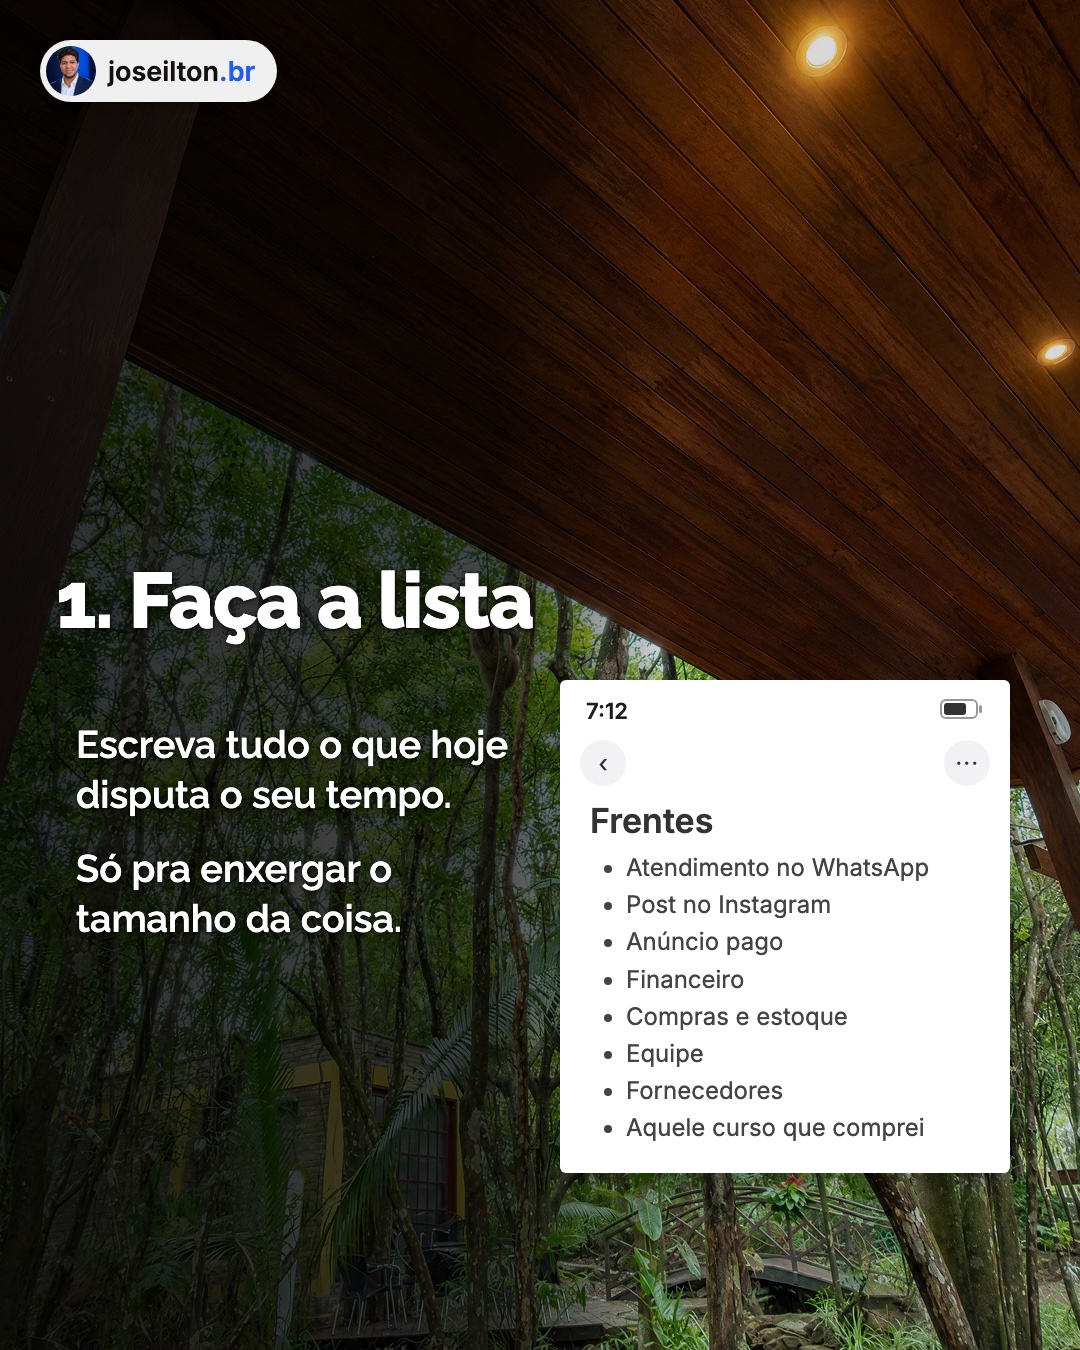 joseilton.br
1. Faça a lista
Escreva tudo o que hoje
disputa o seu tempo.
Só pra enxergar o
tamanho da coisa.
7:12
Frentes
• Atendimento no WhatsApp
• Post no Instagram
• Anúncio pago
• Financeiro
• Compras e estoque
• Equipe
• Fornecedores
• Aquele curso que comprei